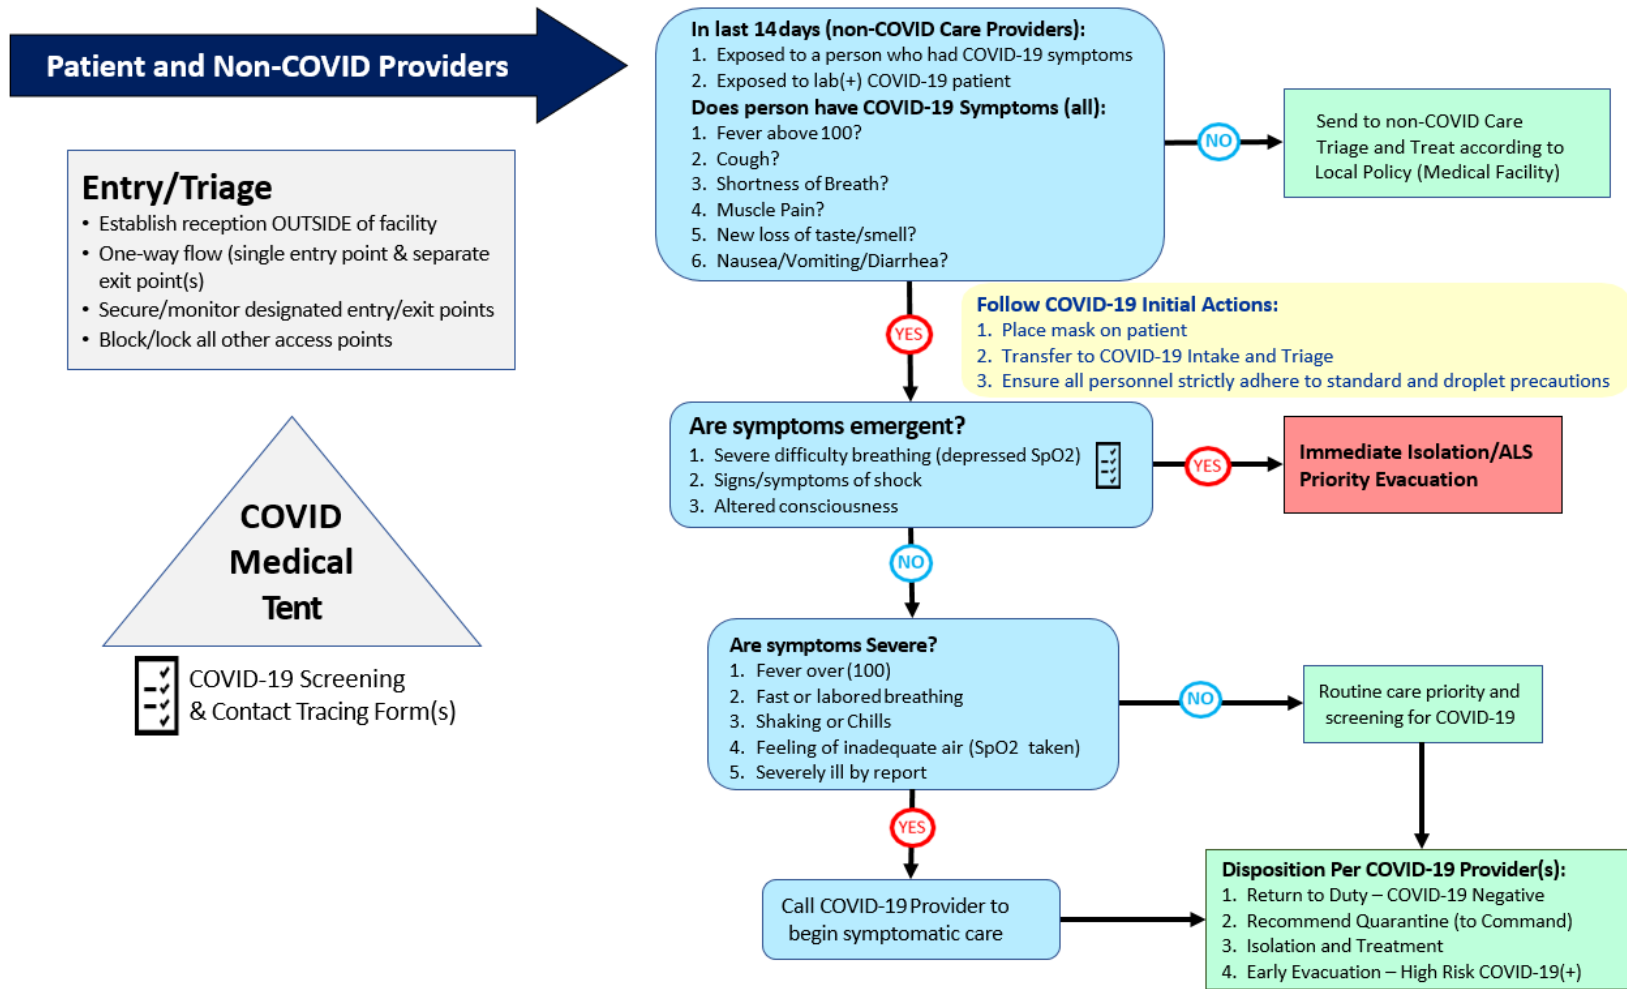 Patient and Non-COVID Providers
Entry/Triage
• Establish reception OUTSIDE of facility
• One-way flow (single entry point & separate
exit point(s)
• Secure/monitor designated entry/exit points
• Block/lock all other access points
COVID
Medical
Tent
COVID-19 Screening
& Contact Tracing Form(s)
In last 14 days (non-COVID Care Providers):
1. Exposed to a person who had COVID-19 symptoms
2. Exposed to lab(+) COVID-19 patient
Does person have COVID-19 Symptoms (all):
1. Fever above 100?
2. Cough?
3. Shortness of Breath?
4. Muscle Pain?
5. New loss of taste/smell?
6. Nausea/Vomiting/Diarrhea?
NO
Send to non-COVID Care
Triage and Treat according to
Local Policy (Medical Facility)
YES
Follow COVID-19 Initial Actions:
1. Place mask on patient
2. Transfer to COVID-19 Intake and Triage
3. Ensure all personnel strictly adhere to standard and droplet precautions
Are symptoms emergent?
1. Severe difficulty breathing (depressed SpO2)
2. Signs/symptoms of shock
3. Altered consciousness
YES
Immediate Isolation/ALS
Priority Evacuation
NO
Are symptoms Severe?
1. Fever over (100)
2. Fast or labored breathing
3. Shaking or Chills
4. Feeling of inadequate air (SpO2 taken)
5. Severely ill by report
NO
Routine care priority and
screening for COVID-19
YES
Call COVID-19 Provider to
begin symptomatic care
Disposition Per COVID-19 Provider(s):
1. Return to Duty – COVID-19 Negative
2. Recommend Quarantine (to Command)
3. Isolation and Treatment
4. Early Evacuation – High Risk COVID-19(+)